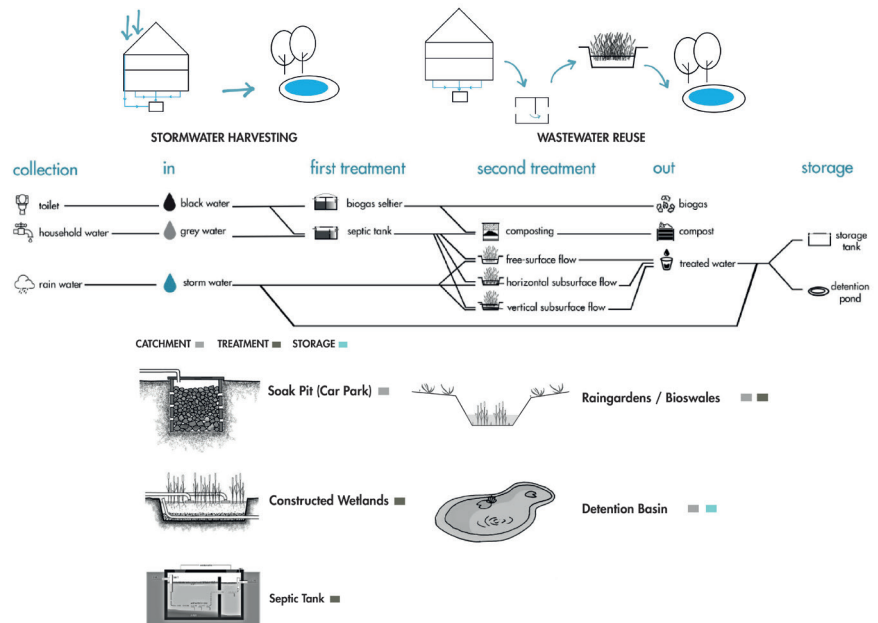 STORMWATER HARVESTING
WASTEWATER REUSE
collection in first treatment second treatment out storage
toilet black water biogas seltier biogas
household water grey water septic tank composting compost
storage tank
free-surface flow treated water
rain water storm water horizontal subsurface flow
detention pond
vertical subsurface flow
CATCHMENT TREATMENT STORAGE
Soak Pit (Car Park)
Raingardens / Bioswales
Constructed Wetlands
Detention Basin
Septic Tank